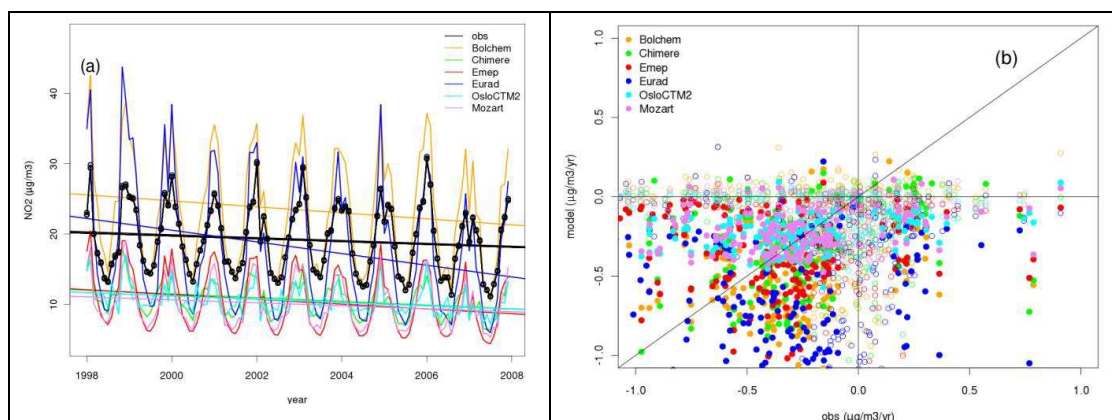 (a)
obs
Bolchem
Chimere
Emep
Eurad
OsloCTM2
Mozart
NO2 (µg/m3)
40
30
20
10
1998 2000 2002 2004 2006 2008
year
(b)
Bolchem
Chimere
Emep
Eurad
OsloCTM2
Mozart
model (µg/m3/yr)
1.0
0.5
0.0
-0.5
-1.0
-1.0 -0.5 0.0 0.5 1.0
obs (µg/m3/yr)